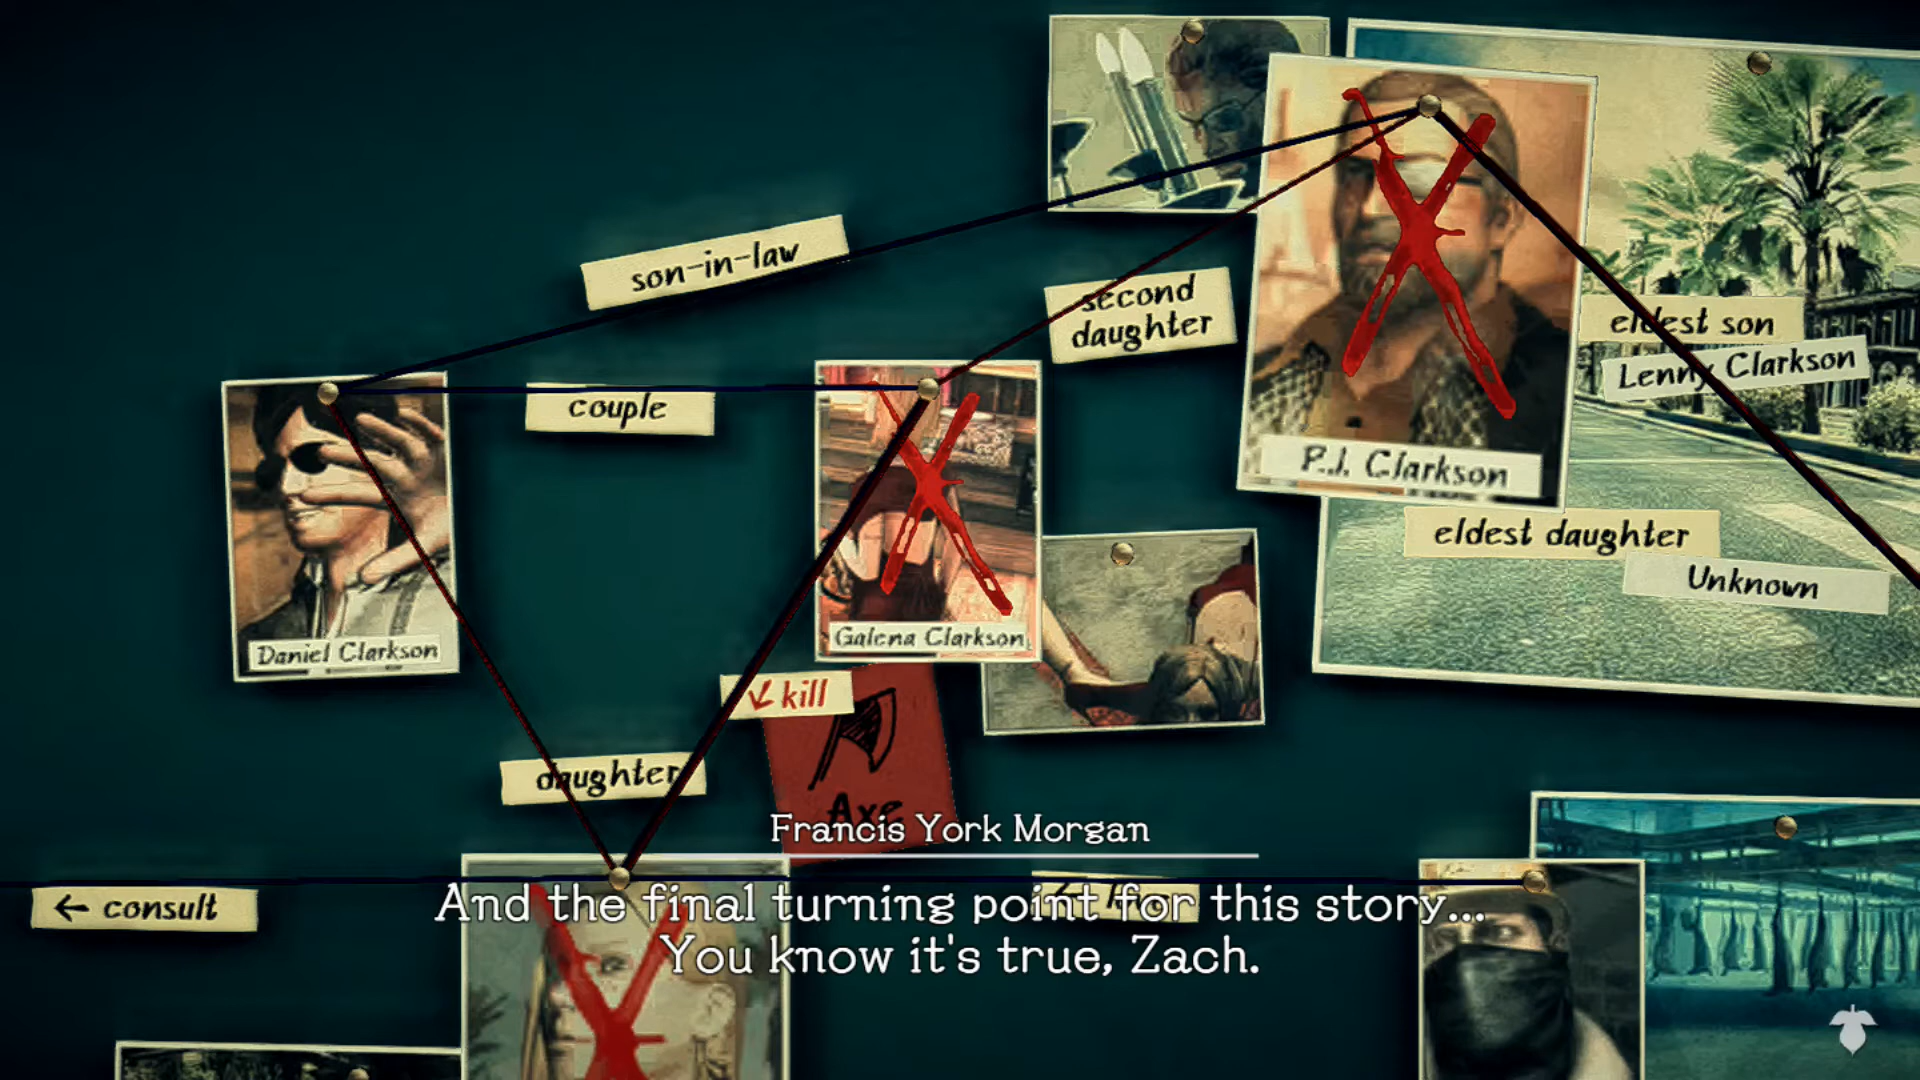 son-in-law
second
daughter
eldest son
Lenny Clarkson
couple
P.J. Clarkson
eldest daughter
Unknown
Daniel Clarkson
Galena Clarkson
↙ kill
daughter
Axe
Francis York Morgan
← consult
And the final turning point for this story...
You know it's true, Zach.